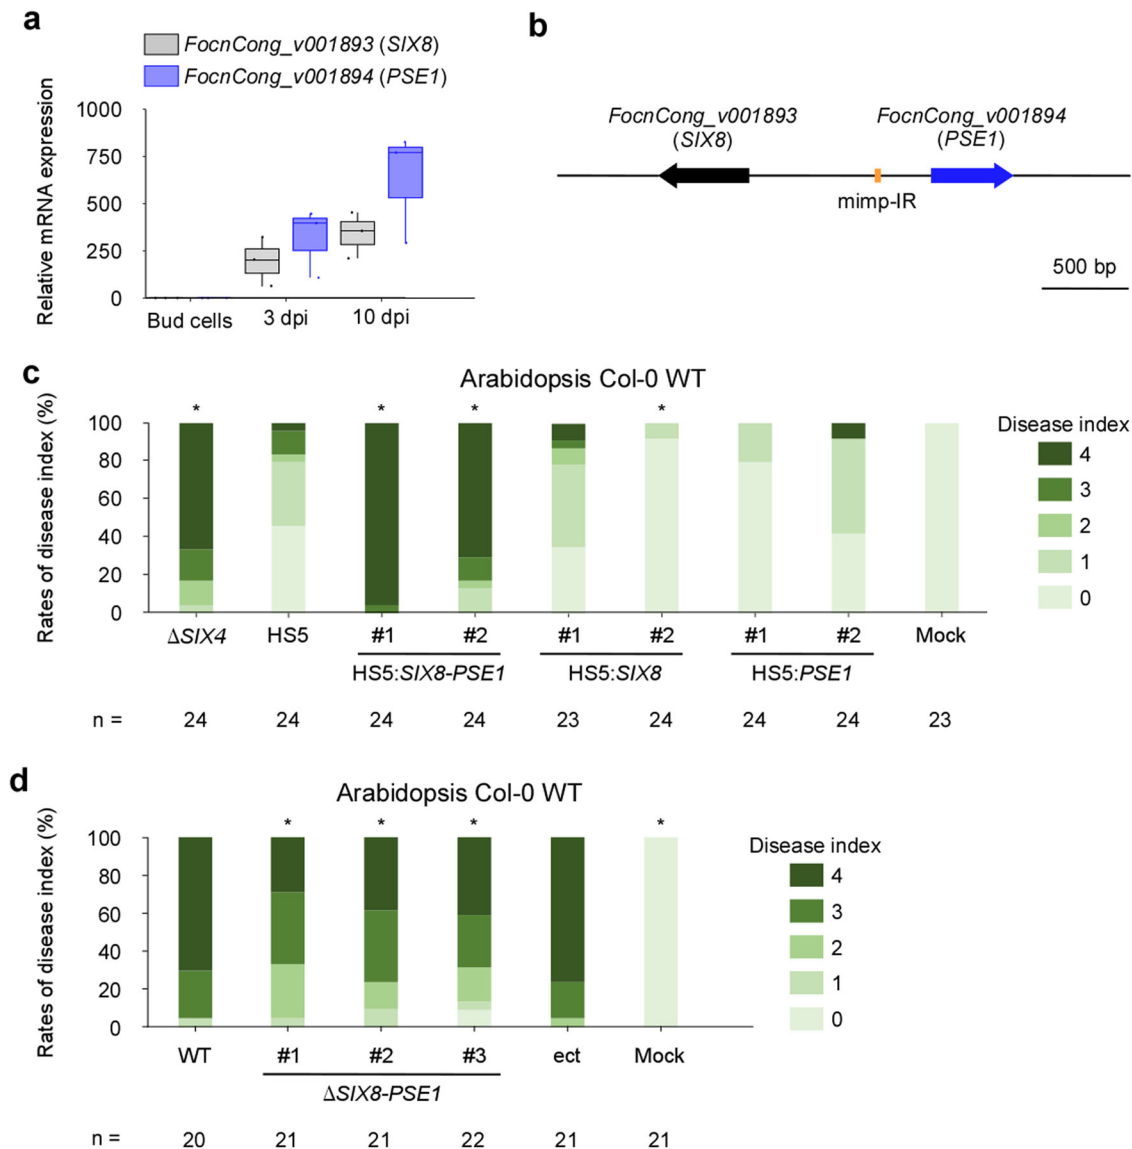 a
FocnCong_v001893 (SIX8)
FocnCong_v001894 (PSE1)
Relative mRNA expression
1000
750
500
250
0
Bud cells 3 dpi 10 dpi
b
FocnCong_v001893 FocnCong_v001894
(SIX8) (PSE1)
mimp-IR
500 bp
c
Arabidopsis Col-0 WT
Rates of disease index (%)
100
80
60
40
20
0
* * * *
Disease index
4
3
2
1
0
ΔSIX4 HS5 #1 #2 #1 #2 #1 #2 Mock
HS5:SIX8-PSE1 HS5:SIX8 HS5:PSE1
n = 24 24 24 24 23 24 24 24 23
d
Arabidopsis Col-0 WT
Rates of disease index (%)
100
80
60
40
20
0
* * * *
Disease index
4
3
2
1
0
WT #1 #2 #3 ect Mock
ΔSIX8-PSE1
n = 20 21 21 22 21 21